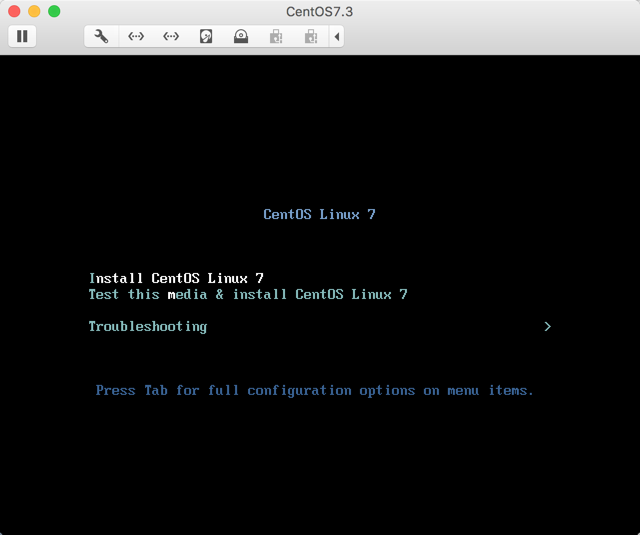 CentOS7.3
CentOS Linux 7
Install CentOS Linux 7
Test this media & install CentOS Linux 7
Troubleshooting >
Press Tab for full configuration options on menu items.